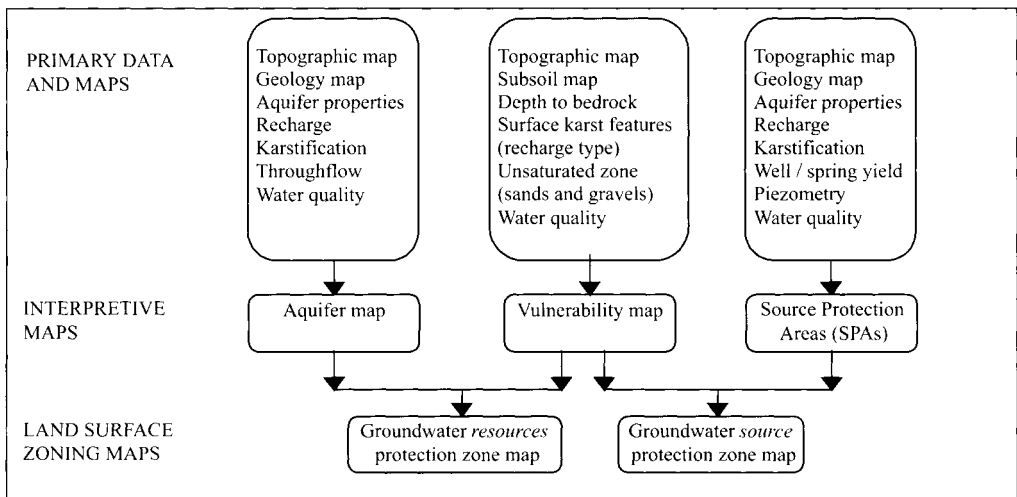 PRIMARY DATA
AND MAPS
Topographic map
Geology map
Aquifer properties
Recharge
Karstification
Throughflow
Water quality
Topographic map
Subsoil map
Depth to bedrock
Surface karst features
(recharge type)
Unsaturated zone
(sands and gravels)
Water quality
Topographic map
Geology map
Aquifer properties
Recharge
Karstification
Well / spring yield
Piezometry
Water quality
INTERPRETIVE
MAPS
Aquifer map
Vulnerability map
Source Protection
Areas (SPAs)
LAND SURFACE
ZONING MAPS
Groundwater resources
protection zone map
Groundwater source
protection zone map